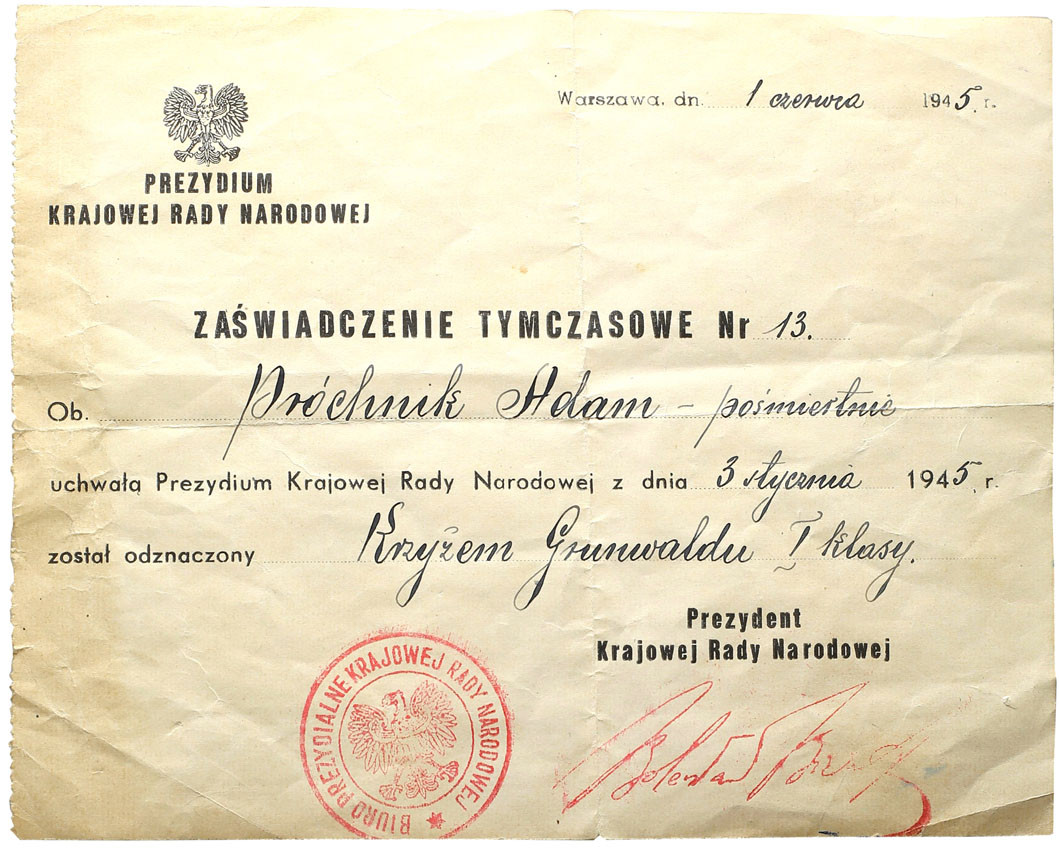 Warszawa, dn. 1 czerwca 1945. r.
PREZYDIUM
KRAJOWEJ RADY NARODOWEJ
ZAŚWIADCZENIE TYMCZASOWE Nr 13.
Ob. Próchnik Adam – pośmiertnie
uchwałą Prezydium Krajowej Rady Narodowej z dnia 3 stycznia 1945. r.
został odznaczony Krzyżem Grunwaldu I klasy.
Prezydent
Krajowej Rady Narodowej
BIURO PREZYDIALNE KRAJOWEJ RADY NARODOWEJ
Bolesław Bierut